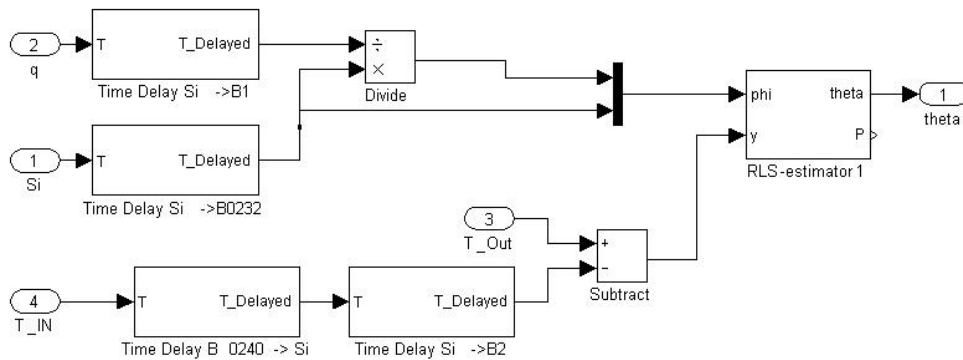 2
q
T
T_Delayed
Time Delay Si ->B1
÷
×
Divide
1
Si
T
T_Delayed
Time Delay Si ->B0232
phi
y
theta
P
RLS-estimator 1
1
theta
3
T_Out
+
−
Subtract
4
T_IN
T
T_Delayed
Time Delay B 0240 -> Si
T
T_Delayed
Time Delay Si ->B2